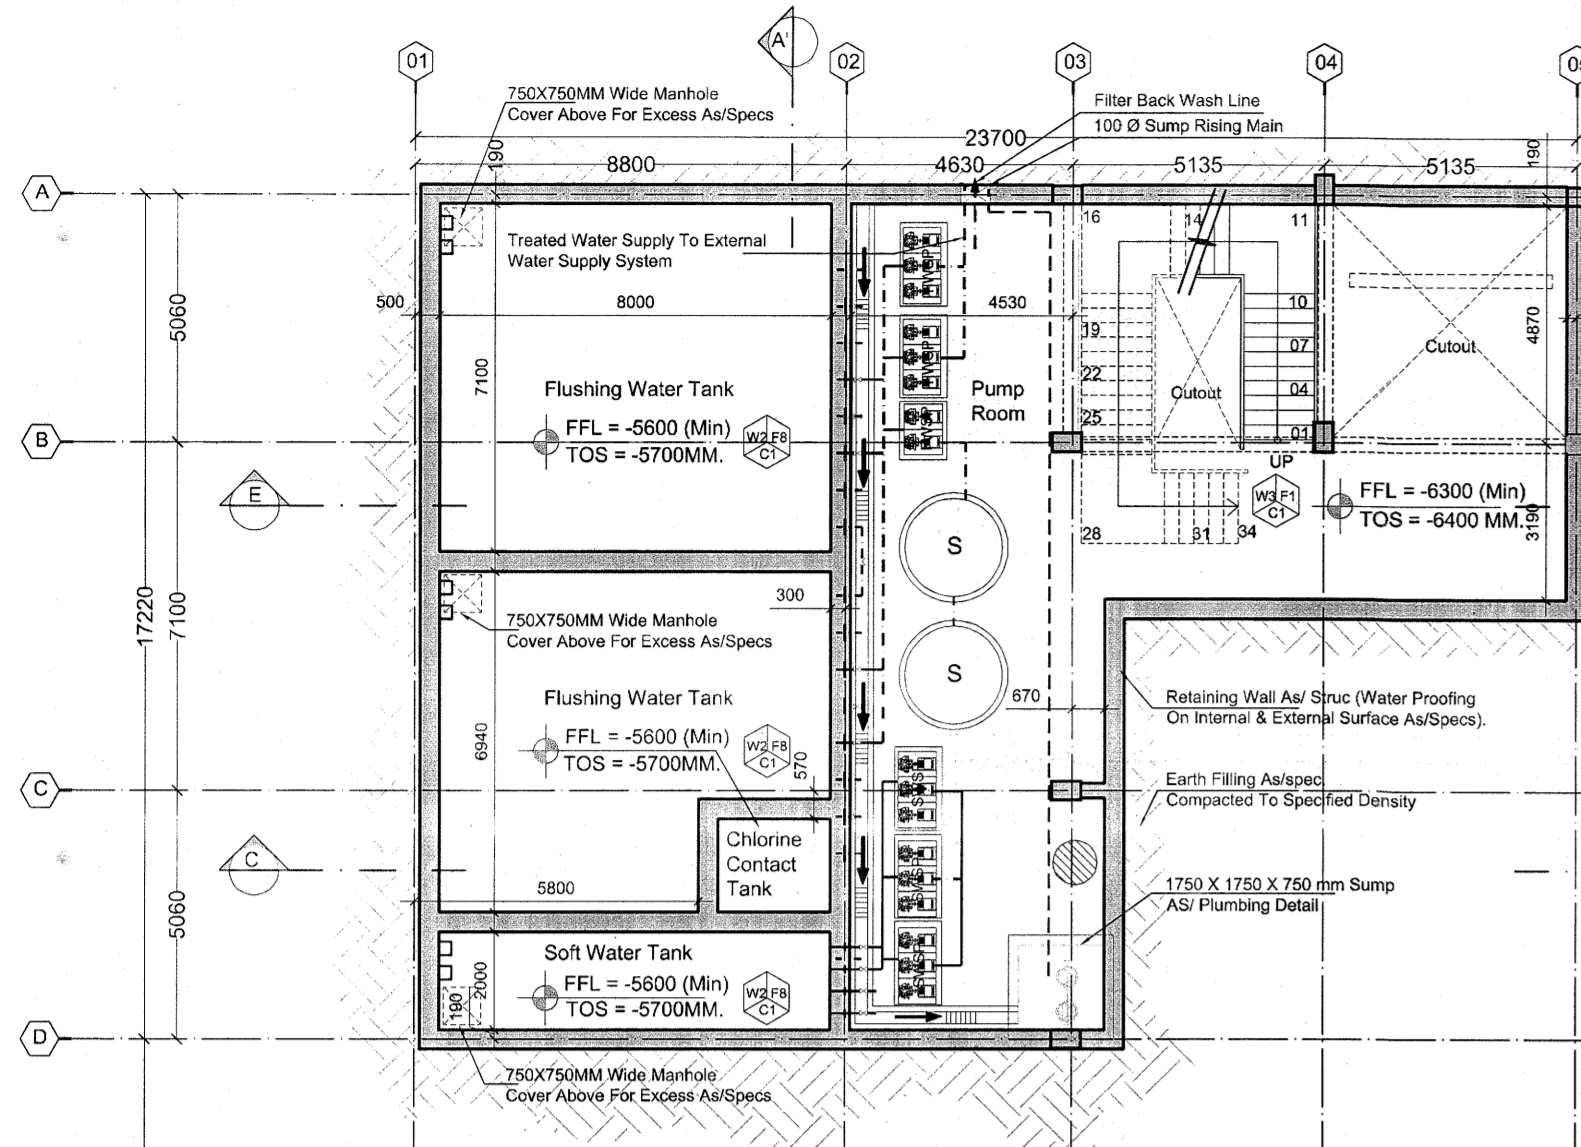 01
A'
02
03
04
750X750MM Wide Manhole
Cover Above For Excess As/Specs
Filter Back Wash Line
100 Ø Sump Rising Main
23700
190
8800
4630
5135
5135
190
A
16
14
11
Treated Water Supply To External
Water Supply System
500
8000
4530
5060
10
19
07
4870
Cutout
7100
Flushing Water Tank
Pump
Room
22
Cutout
04
FFL = -5600 (Min)
TOS = -5700MM.
W2 F8
C1
25
01
B
UP
E
W3 F1
C1
FFL = -6300 (Min)
TOS = -6400 MM.
3190
28
31
34
S
17220
7100
300
750X750MM Wide Manhole
Cover Above For Excess As/Specs
S
Flushing Water Tank
670
Retaining Wall As/ Struc (Water Proofing
On Internal & External Surface As/Specs).
6940
FFL = -5600 (Min)
TOS = -5700MM.
W2 F8
C1
570
C
Earth Filling As/spec.
Compacted To Specified Density
Chlorine
Contact
Tank
C
5800
5060
1750 X 1750 X 750 mm Sump
AS/ Plumbing Detail
Soft Water Tank
FFL = -5600 (Min)
TOS = -5700MM.
W2 F8
C1
2000
190
D
750X750MM Wide Manhole
Cover Above For Excess As/Specs